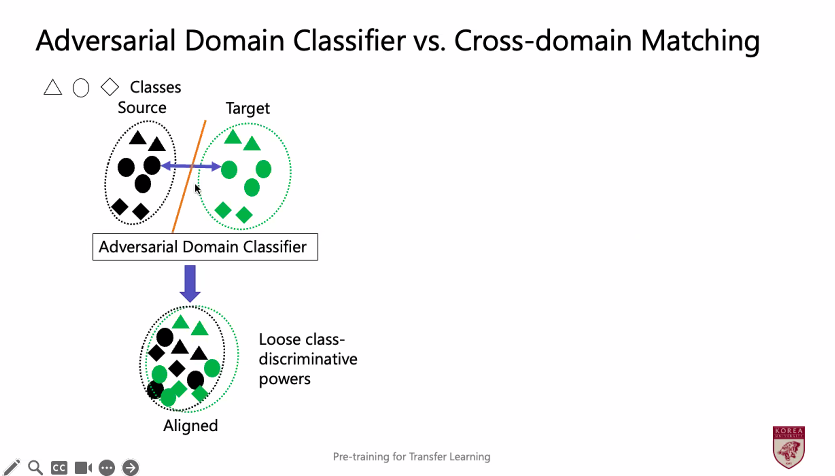 Adversarial Domain Classifier vs. Cross-domain Matching
Classes
Source Target
Adversarial Domain Classifier
Loose class-
discriminative
powers
Aligned
Pre-training for Transfer Learning
KOREA
CC